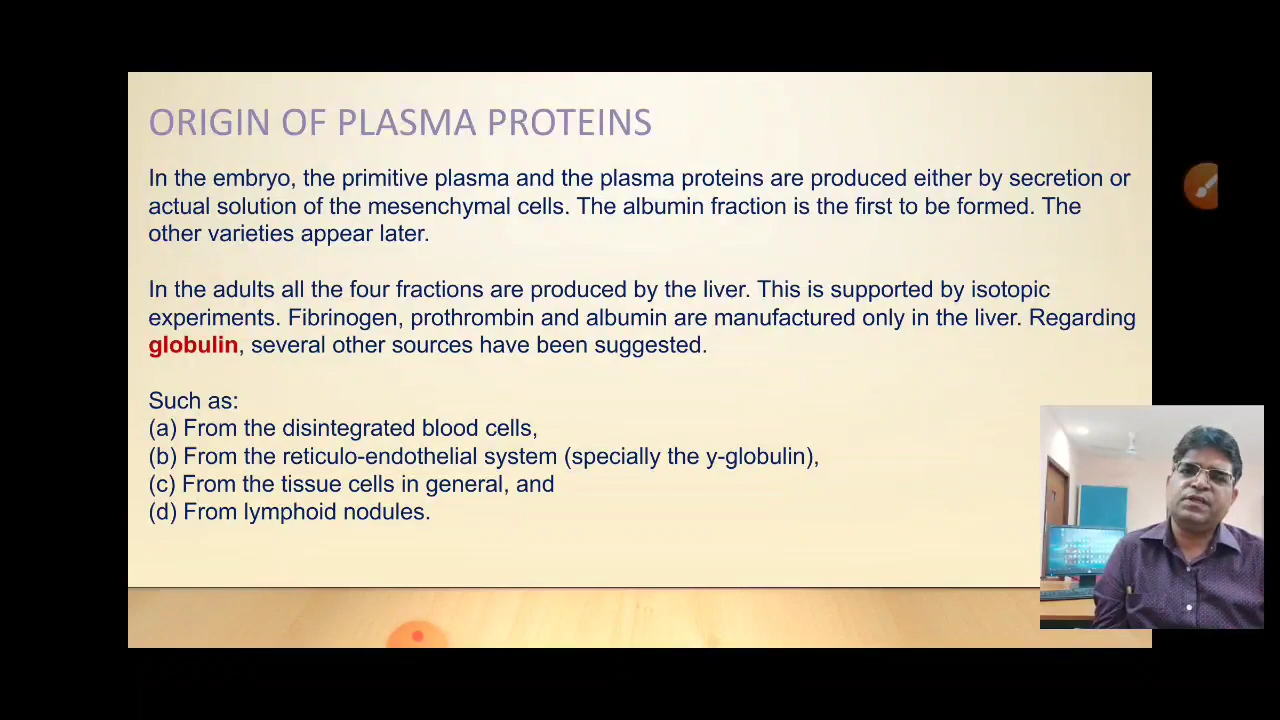 ORIGIN OF PLASMA PROTEINS
In the embryo, the primitive plasma and the plasma proteins are produced either by secretion or
actual solution of the mesenchymal cells. The albumin fraction is the first to be formed. The
other varieties appear later.
In the adults all the four fractions are produced by the liver. This is supported by isotopic
experiments. Fibrinogen, prothrombin and albumin are manufactured only in the liver. Regarding
globulin, several other sources have been suggested.
Such as:
(a) From the disintegrated blood cells,
(b) From the reticulo-endothelial system (specially the y-globulin),
(c) From the tissue cells in general, and
(d) From lymphoid nodules.